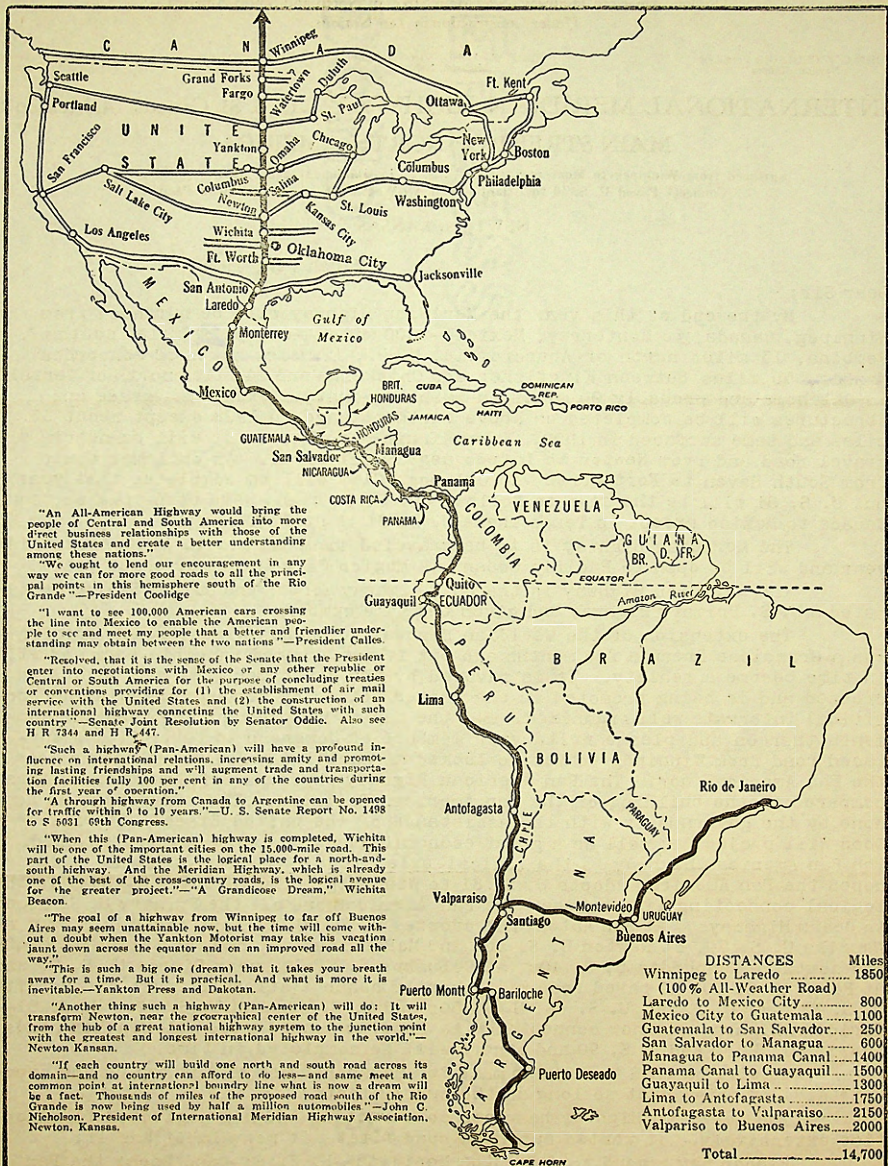 C A N A D A
Winnipeg
Seattle
Grand Forks
Fargo
Watertown
Duluth
Ft. Kent
Portland
St. Paul
Ottawa
UNITE
STATE
Yankton
Omaha
Chicago
New
York
Boston
San Francisco
Columbus
Columbus
Philadelphia
Salt Lake City
Newton
Salina
Kansas City
St. Louis
Washington
Los Angeles
Wichita
Oklahoma City
Ft. Worth
San Antonio
Jacksonville
Laredo
MEXICO
Monterrey
Gulf of
Mexico
Mexico
BRIT.
HONDURAS
CUBA
DOMINICAN
REP.
JAMAICA
HAITI
PORTO RICO
GUATEMALA
HONDURAS
Caribbean Sea
San Salvador
Managua
NICARAGUA
COSTA RICA
Panama
PANAMA
COLOMBIA
VENEZUELA
GUIANA
BR. D. FR.
EQUATOR
Quito
Guayaquil
ECUADOR
Amazon River
PERU
BRAZIL
Lima
BOLIVIA
Rio de Janeiro
Antofagasta
CHILE
PARAGUAY
Valparaiso
Santiago
Montevideo
URUGUAY
Buenos Aires
ARGENTINA
Puerto Montt
Bariloche
Puerto Deseado
CAPE HORN
"An All-American Highway would bring the
people of Central and South America into more
direct business relationships with those of the
United States and create a better understanding
among these nations."
"We ought to lend our encouragement in any
way we can for more good roads to all the princi-
pal points in this hemisphere south of the Rio
Grande"—President Coolidge
"I want to see 100,000 American cars crossing
the line into Mexico to enable the American peo-
ple to see and meet my people that a better and friendlier under-
standing may obtain between the two nations"—President Calles.
"Resolved, that it is the sense of the Senate that the President
enter into negotiations with Mexico or any other republic or
Central or South America for the purpose of concluding treaties
or conventions providing for (1) the establishment of air mail
service with the United States and (2) the construction of an
international highway connecting the United States with such
country"—Senate Joint Resolution by Senator Oddie. Also see
H R 7344 and H R 447.
"Such a highway (Pan-American) will have a profound in-
fluence on international relations, increasing amity and promot-
ing lasting friendships and will augment trade and transporta-
tion facilities fully 100 per cent in any of the countries during
the first year of operation."
"A through highway from Canada to Argentine can be opened
for traffic within 9 to 10 years."—U. S. Senate Report No. 1498
to S 5031 69th Congress.
"When this (Pan-American) highway is completed, Wichita
will be one of the important cities on the 15,000-mile road. This
part of the United States is the logical place for a north-and-
south highway. And the Meridian Highway, which is already
one of the best of the cross-country roads, is the logical avenue
for the greater project."—"A Grandicose Dream," Wichita
Beacon.
"The goal of a highway from Winnipeg to far off Buenos
Aires may seem unattainable now, but the time will come with-
out a doubt when the Yankton Motorist may take his vacation
jaunt down across the equator and on an improved road all the
way."
"This is such a big one (dream) that it takes your breath
away for a time. But it is practical. And what is more it is
inevitable.—Yankton Press and Dakotan.
"Another thing such a highway (Pan-American) will do: It will
transform Newton, near the geographical center of the United States,
from the hub of a great national highway system to the junction point
with the greatest and longest international highway in the world."—
Newton Kansan.
"If each country will build one north and south road across its
domain—and no country can afford to do less—and same meet at a
common point at international boundry line what is now a dream will
be a fact. Thousands of miles of the proposed road south of the Rio
Grande is now being used by half a million automobiles"—John C.
Nicholson. President of International Meridian Highway Association,
Newton, Kansas.
DISTANCES Miles
Winnipeg to Laredo 1850
(100% All-Weather Road)
Laredo to Mexico City 800
Mexico City to Guatemala 1100
Guatemala to San Salvador 250
San Salvador to Managua 600
Managua to Panama Canal 1400
Panama Canal to Guayaquil 1500
Guayaquil to Lima 1300
Lima to Antofagasta 1750
Antofagasta to Valparaiso 2150
Valpariso to Buenos Aires 2000
Total 14,700